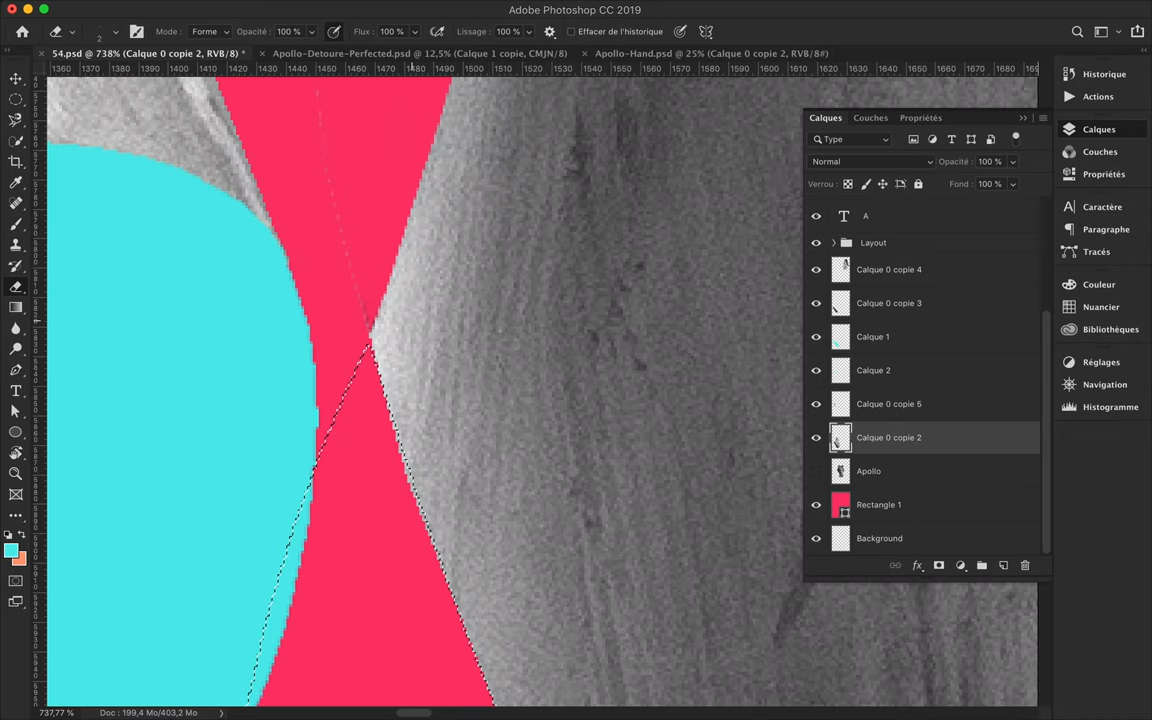 Adobe Photoshop CC 2019
2 Mode : Forme Opacité : 100 % Flux : 100 % Lissage : 100 % Effacer de l'historique
54.psd @ 738% (Calque 0 copie 2, RVB/8) * Apollo-Detoure-Perfected.psd @ 12,5% (Calque 1 copie, CMJN/8) Apollo-Hand.psd @ 25% (Calque 0 copie 2, RVB/8#)
1360 1370 1380 1390 1400 1410 1420 1430 1440 1450 1460 1470 1480 1490 1500 1510 1520 1530 1540 1550 1560 1570 1580 1590 1600 1610 1620 1630 1640 1650 1660 1670 1680
Historique
Actions
Calques
Couches
Propriétés
Caractère
Paragraphe
Tracés
Couleur
Nuancier
Bibliothèques
Réglages
Navigation
Histogramme
Calques Couches Propriétés
Type
Normal Opacité : 100 %
Verrou : Fond : 100 %
T A
Layout
Calque 0 copie 4
Calque 0 copie 3
Calque 1
Calque 2
Calque 0 copie 5
Calque 0 copie 2
Apollo
Rectangle 1
Background
fx
737,77 % Doc : 199,4 Mo/403,2 Mo